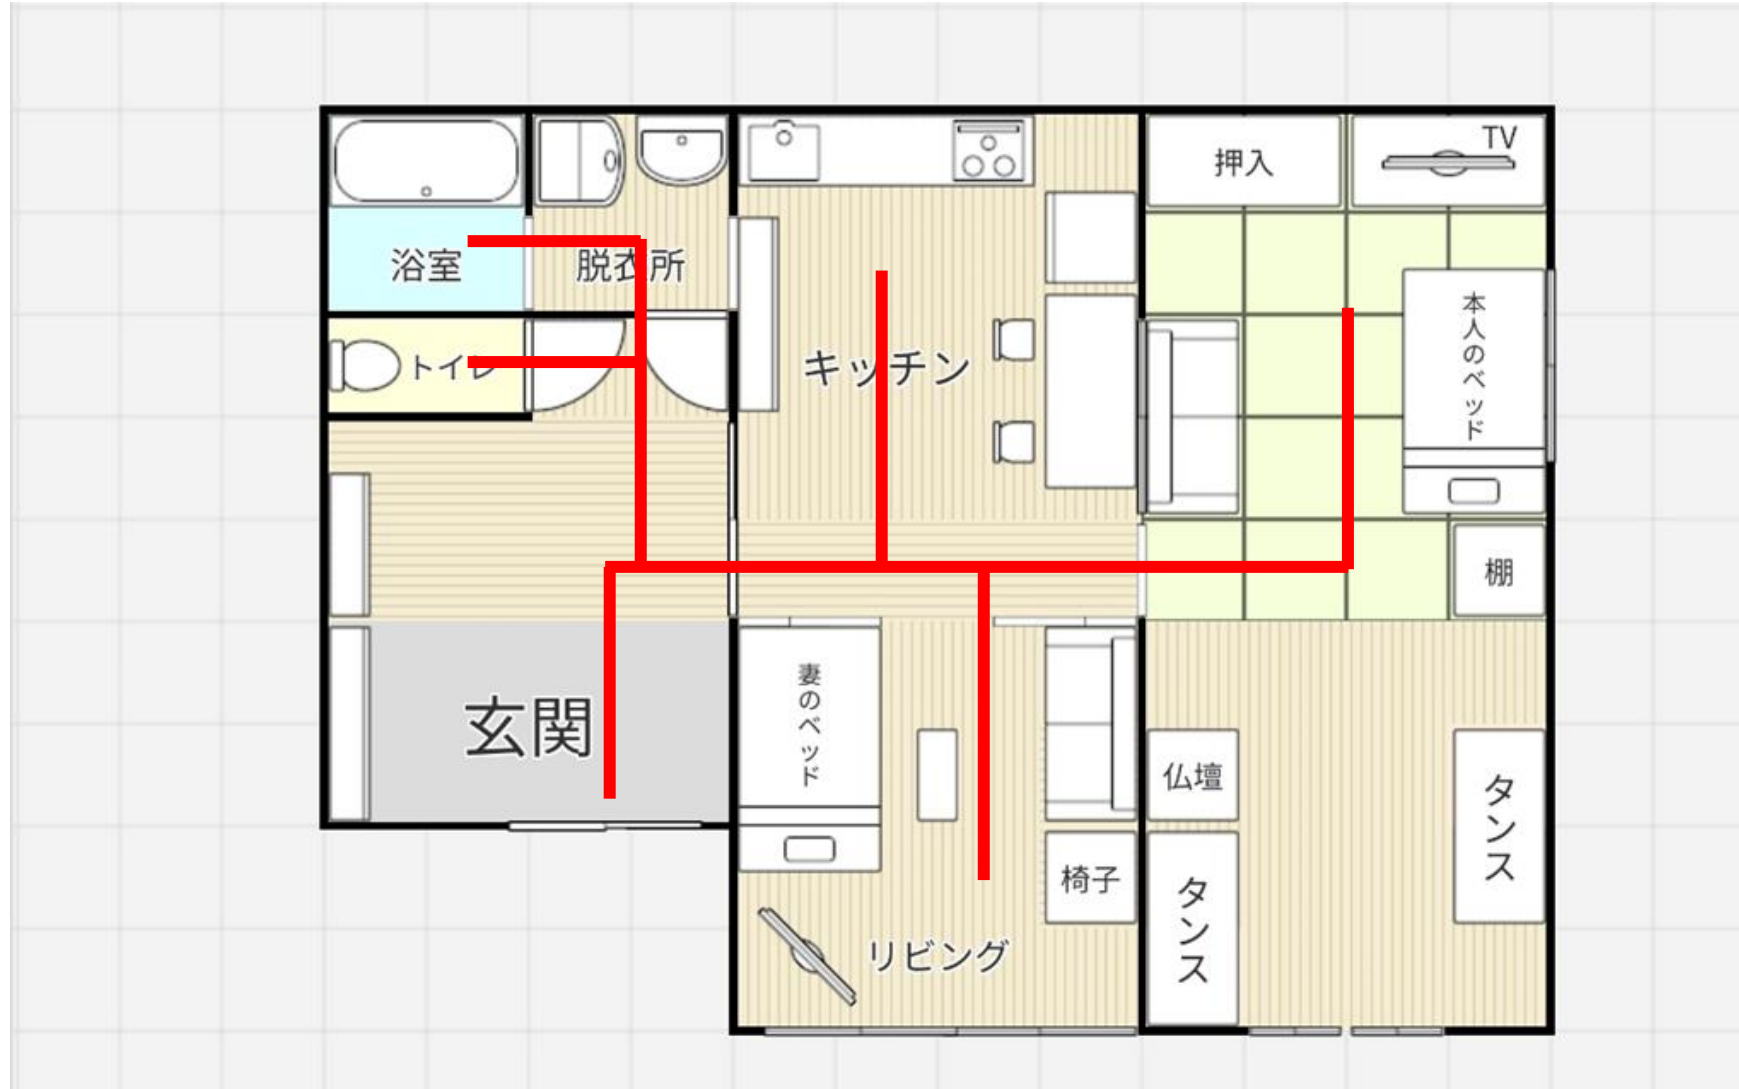 TV
押入
浴室
脱衣所
本人のベッド
トイレ
キッチン
棚
妻のベッド
玄関
仏壇
タンス
椅子
タンス
リビング